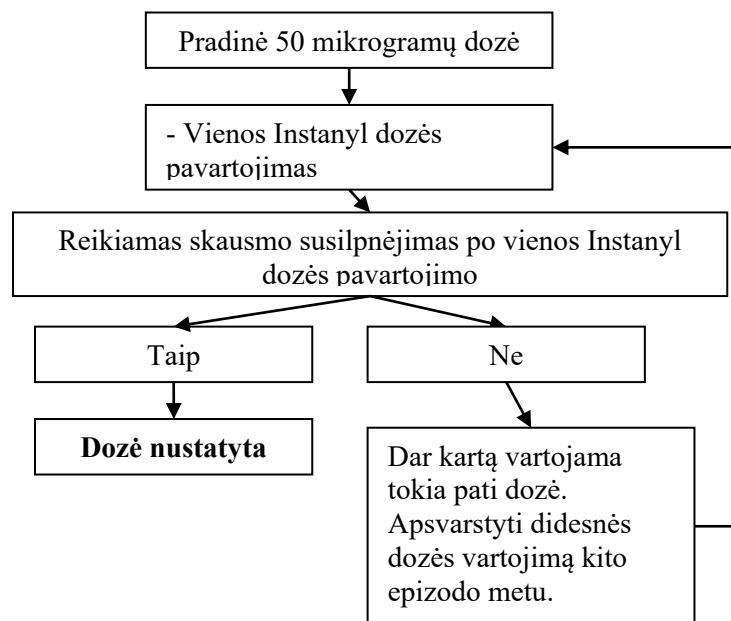 Pradinė 50 mikrogramų dozė
- Vienos Instanyl dozės
pavartojimas
Reikiamas skausmo susilpnėjimas po vienos Instanyl
dozės pavartojimo
Taip
Ne
Dozė nustatyta
Dar kartą vartojama
tokia pati dozė.
Apsvarstyti didesnės
dozės vartojimą kito
epizodo metu.